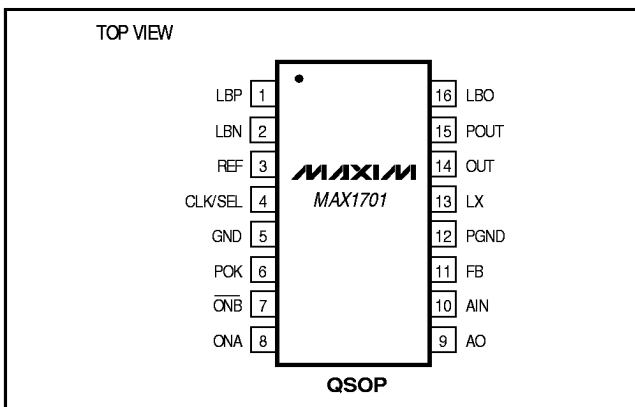 TOP VIEW
LBP 1
LBN 2
REF 3
CLK/SEL 4
GND 5
POK 6
ONB 7
ONA 8
MAXIM
MAX1701
16 LBO
15 POUT
14 OUT
13 LX
12 PGND
11 FB
10 AIN
9 AO
QSOP